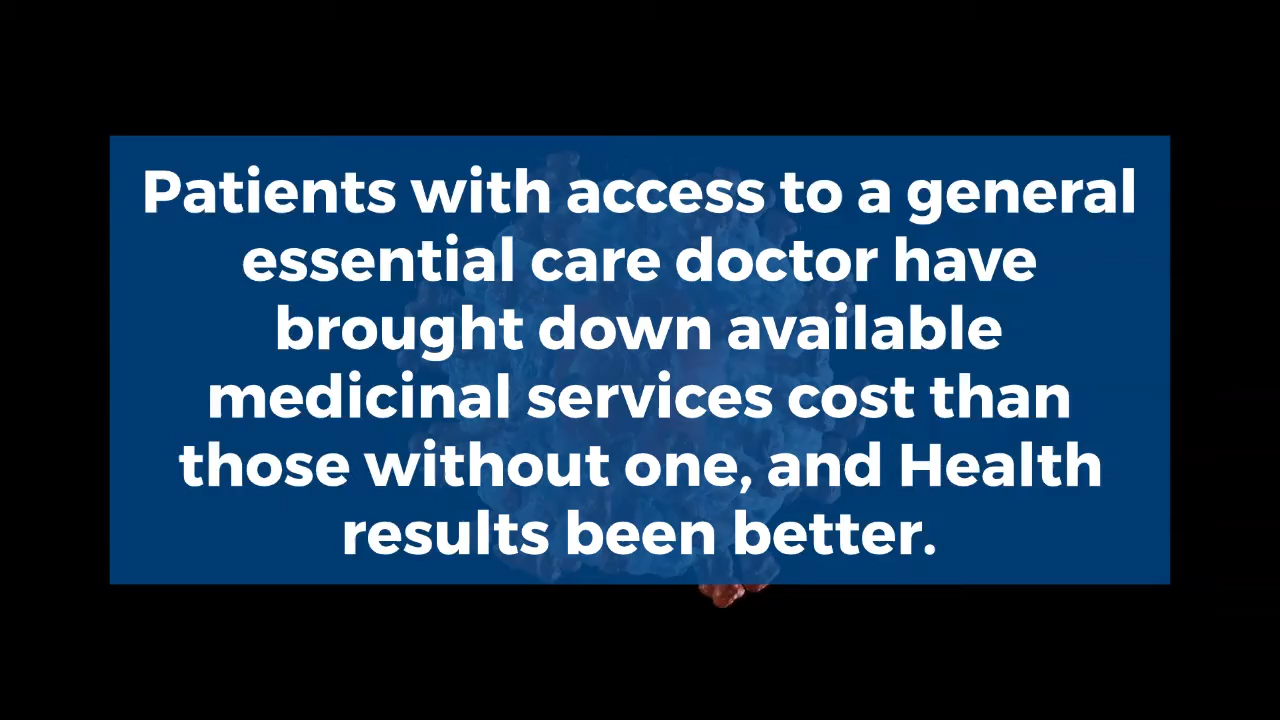 Patients with access to a general
essential care doctor have
brought down available
medicinal services cost than
those without one, and Health
results been better.